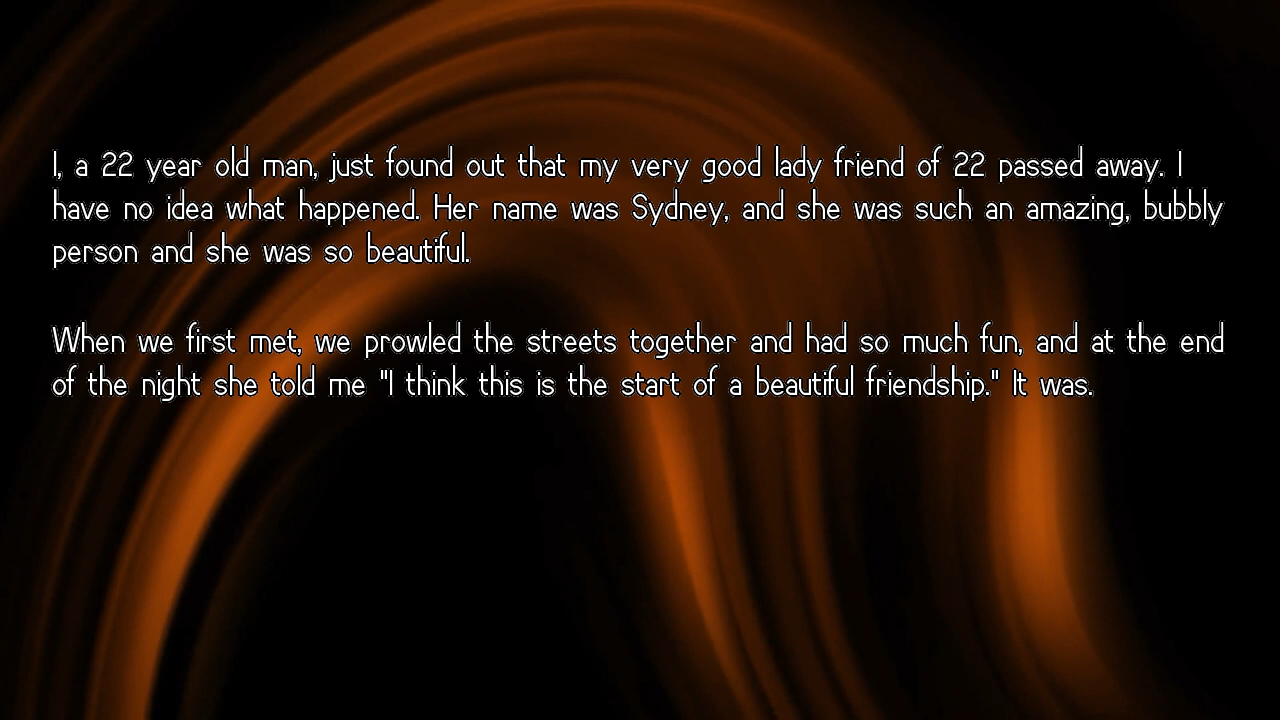 I, a 22 year old man, just found out that my very good lady friend of 22 passed away. I
have no idea what happened. Her name was Sydney, and she was such an amazing, bubbly
person and she was so beautiful.
When we first met, we prowled the streets together and had so much fun, and at the end
of the night she told me "I think this is the start of a beautiful friendship." It was.